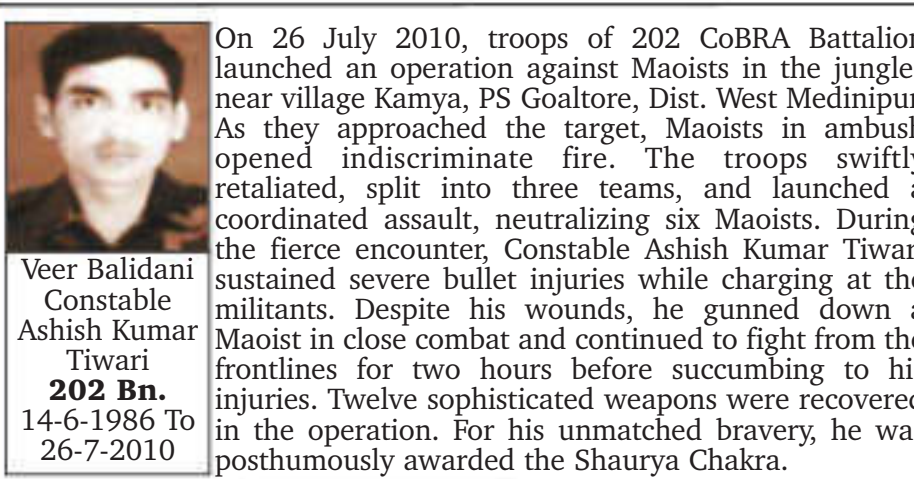 Veer Balidani
Constable
Ashish Kumar
Tiwari
202 Bn.
14-6-1986 To
26-7-2010
On 26 July 2010, troops of 202 CoBRA Battalion
launched an operation against Maoists in the jungle
near village Kamya, PS Goaltore, Dist. West Medinipur
As they approached the target, Maoists in ambush
opened indiscriminate fire. The troops swiftly
retaliated, split into three teams, and launched a
coordinated assault, neutralizing six Maoists. During
the fierce encounter, Constable Ashish Kumar Tiwar
sustained severe bullet injuries while charging at the
militants. Despite his wounds, he gunned down a
Maoist in close combat and continued to fight from the
frontlines for two hours before succumbing to hi
injuries. Twelve sophisticated weapons were recovered
in the operation. For his unmatched bravery, he wa
posthumously awarded the Shaurya Chakra.